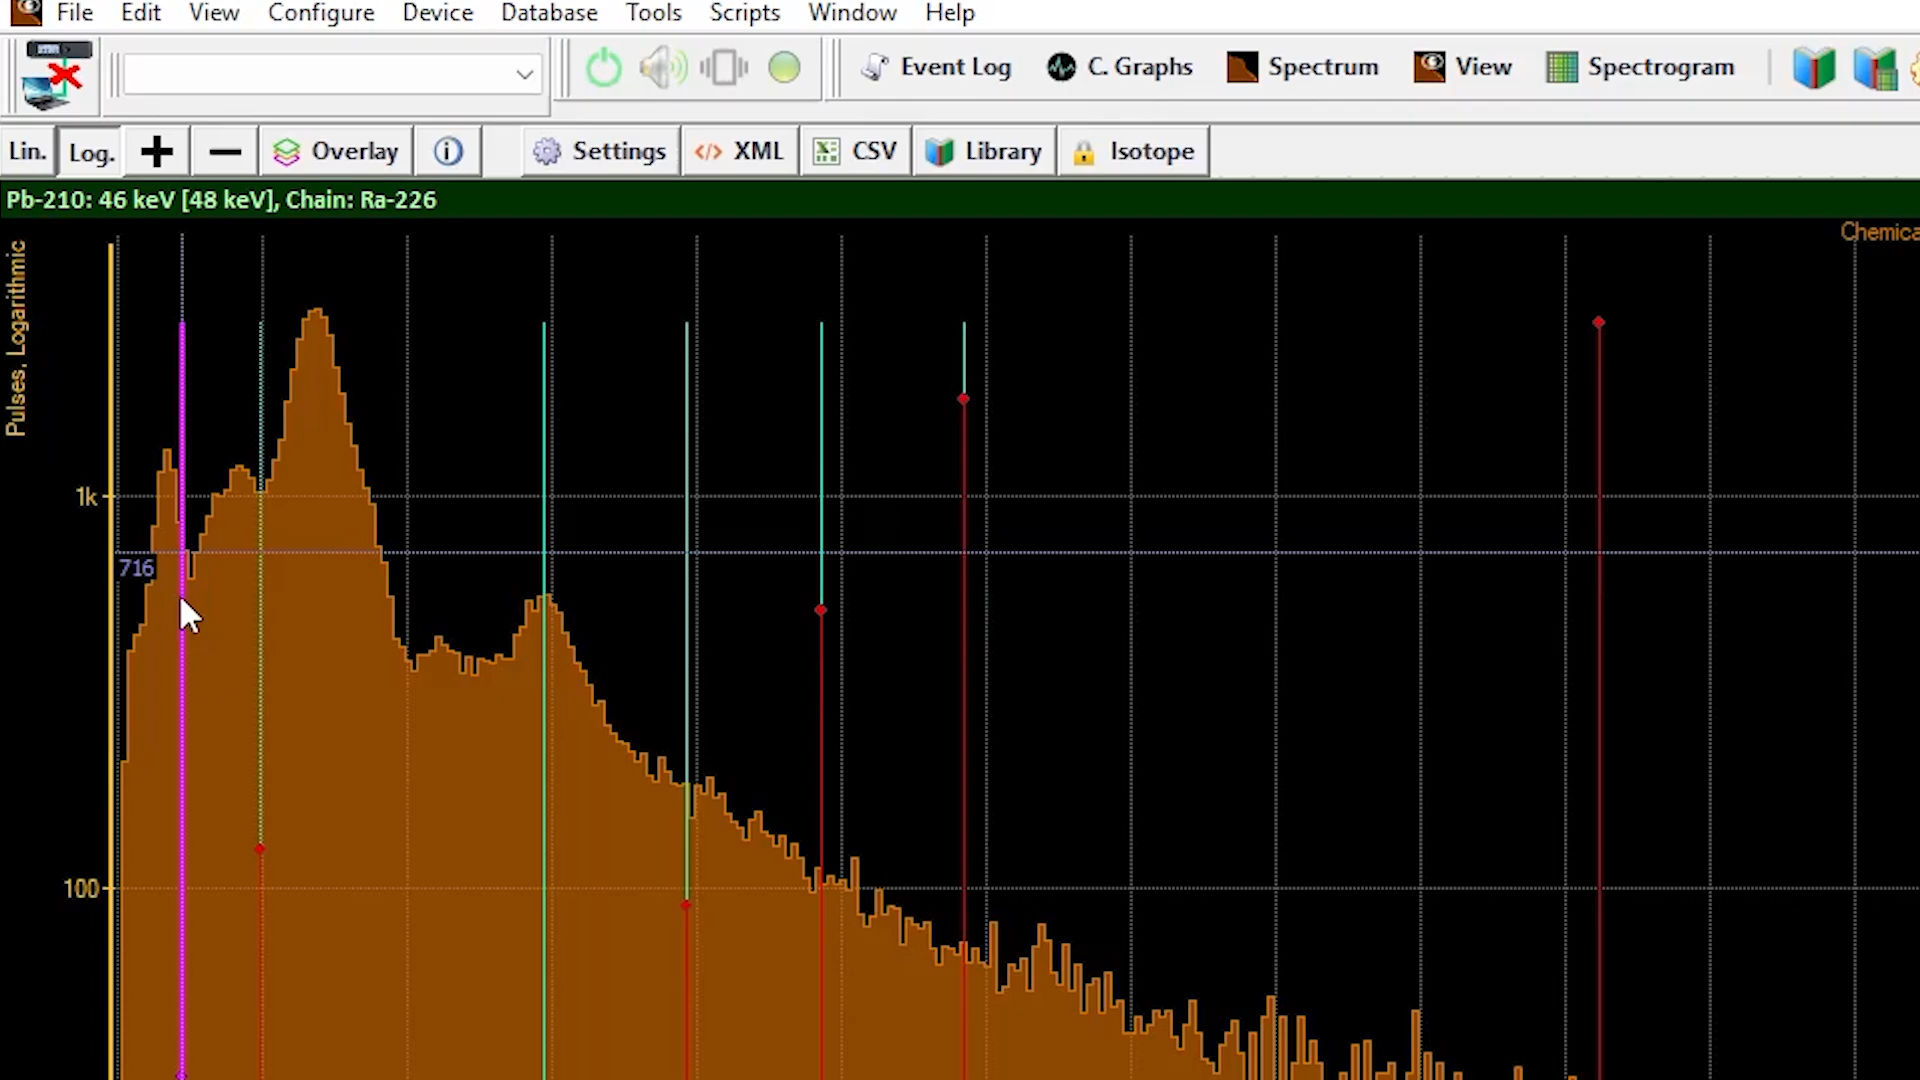 File Edit View Configure Device Database Tools Scripts Window Help
Event Log C. Graphs Spectrum View Spectrogram
Lin. Log. + − Overlay Settings XML CSV Library Isotope
Pb-210: 46 keV [48 keV], Chain: Ra-226
Chemica
Pulses, Logarithmic
1k
716
100